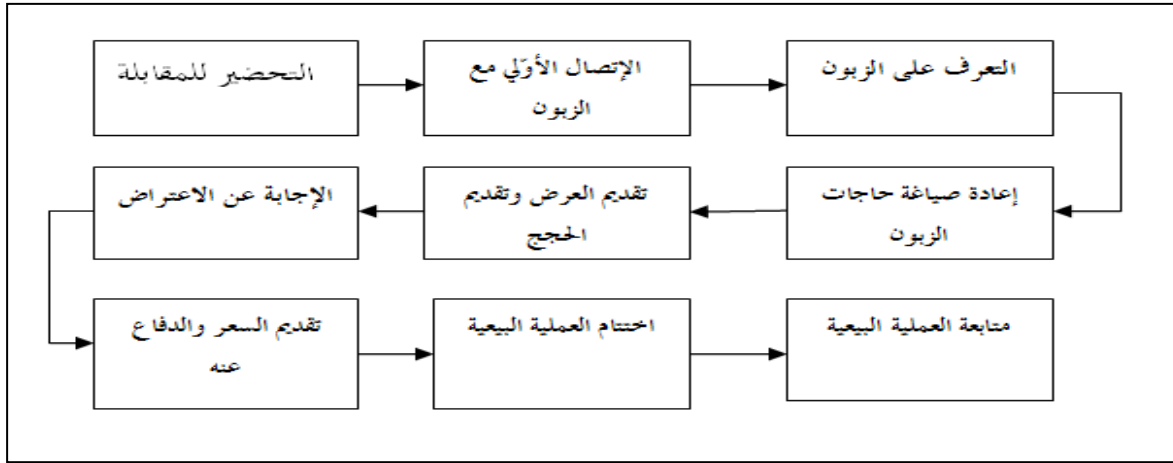 التحضير للمقابلة
الإتصال الأوّلي مع
الزبون
التعرف على الزبون
إعادة صياغة حاجات
الزبون
تقديم العرض وتقديم
الحجج
الإجابة عن الاعتراض
تقديم السعر والدفاع
عنه
اختتام العملية البيعية
متابعة العملية البيعية